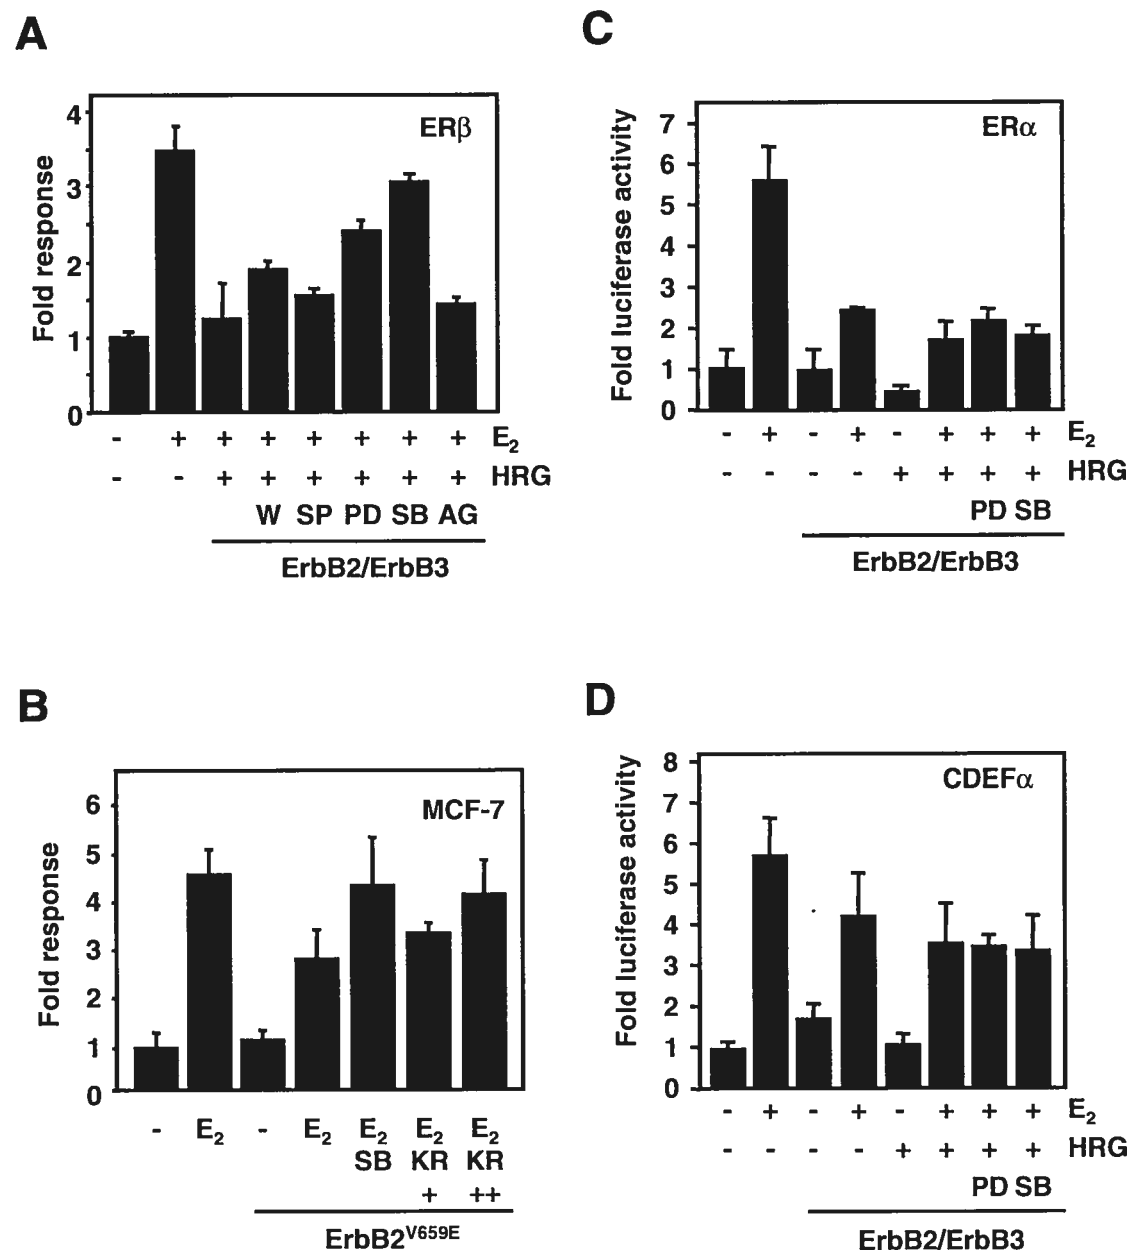 A
ERβ
Fold response
4
3
2
1
0
- + + + + + + + E₂
- - + + + + + + HRG
W SP PD SB AG
ErbB2/ErbB3
C
ERα
Fold luciferase activity
7
6
5
4
3
2
1
0
- + - + - + + + E₂
- - - - + + + + HRG
PD SB
ErbB2/ErbB3
B
MCF-7
Fold response
6
5
4
3
2
1
0
- E₂ - E₂ E₂ E₂ E₂
SB KR KR
+ ++
ErbB2ⱽ⁶⁵⁹ᴱ
D
CDEFα
Fold luciferase activity
8
7
6
5
4
3
2
1
0
- + - + - + + + E₂
- - - - + + + + HRG
PD SB
ErbB2/ErbB3